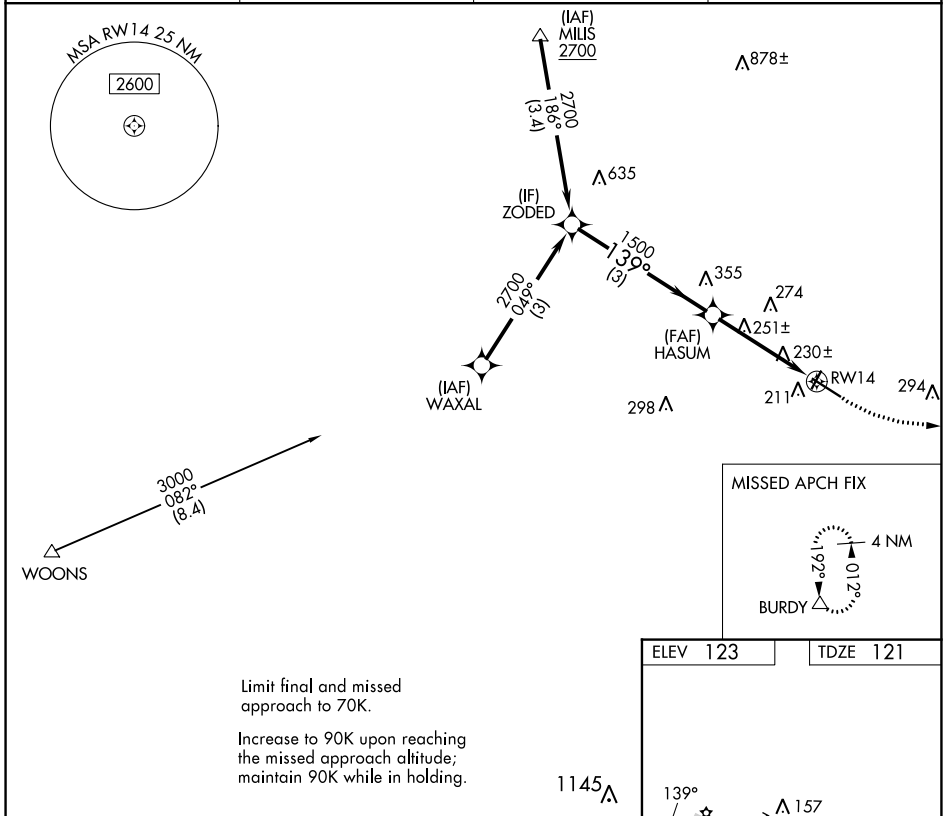 MSA RW14 25 NM
2600
(IAF)
MILIS
2700
878±
2700
186°
(3.4)
635
(IF)
ZODED
1500
139°
(3)
355
274
2700
049°
(3)
251±
(FAF)
HASUM
230±
RW14
211
294
(IAF)
WAXAL
298
3000
082°
(8.4)
WOONS
MISSED APCH FIX
4 NM
192°
012°
BURDY
ELEV 123
TDZE 121
Limit final and missed
approach to 70K.
Increase to 90K upon reaching
the missed approach altitude;
maintain 90K while in holding.
1145
139°
157